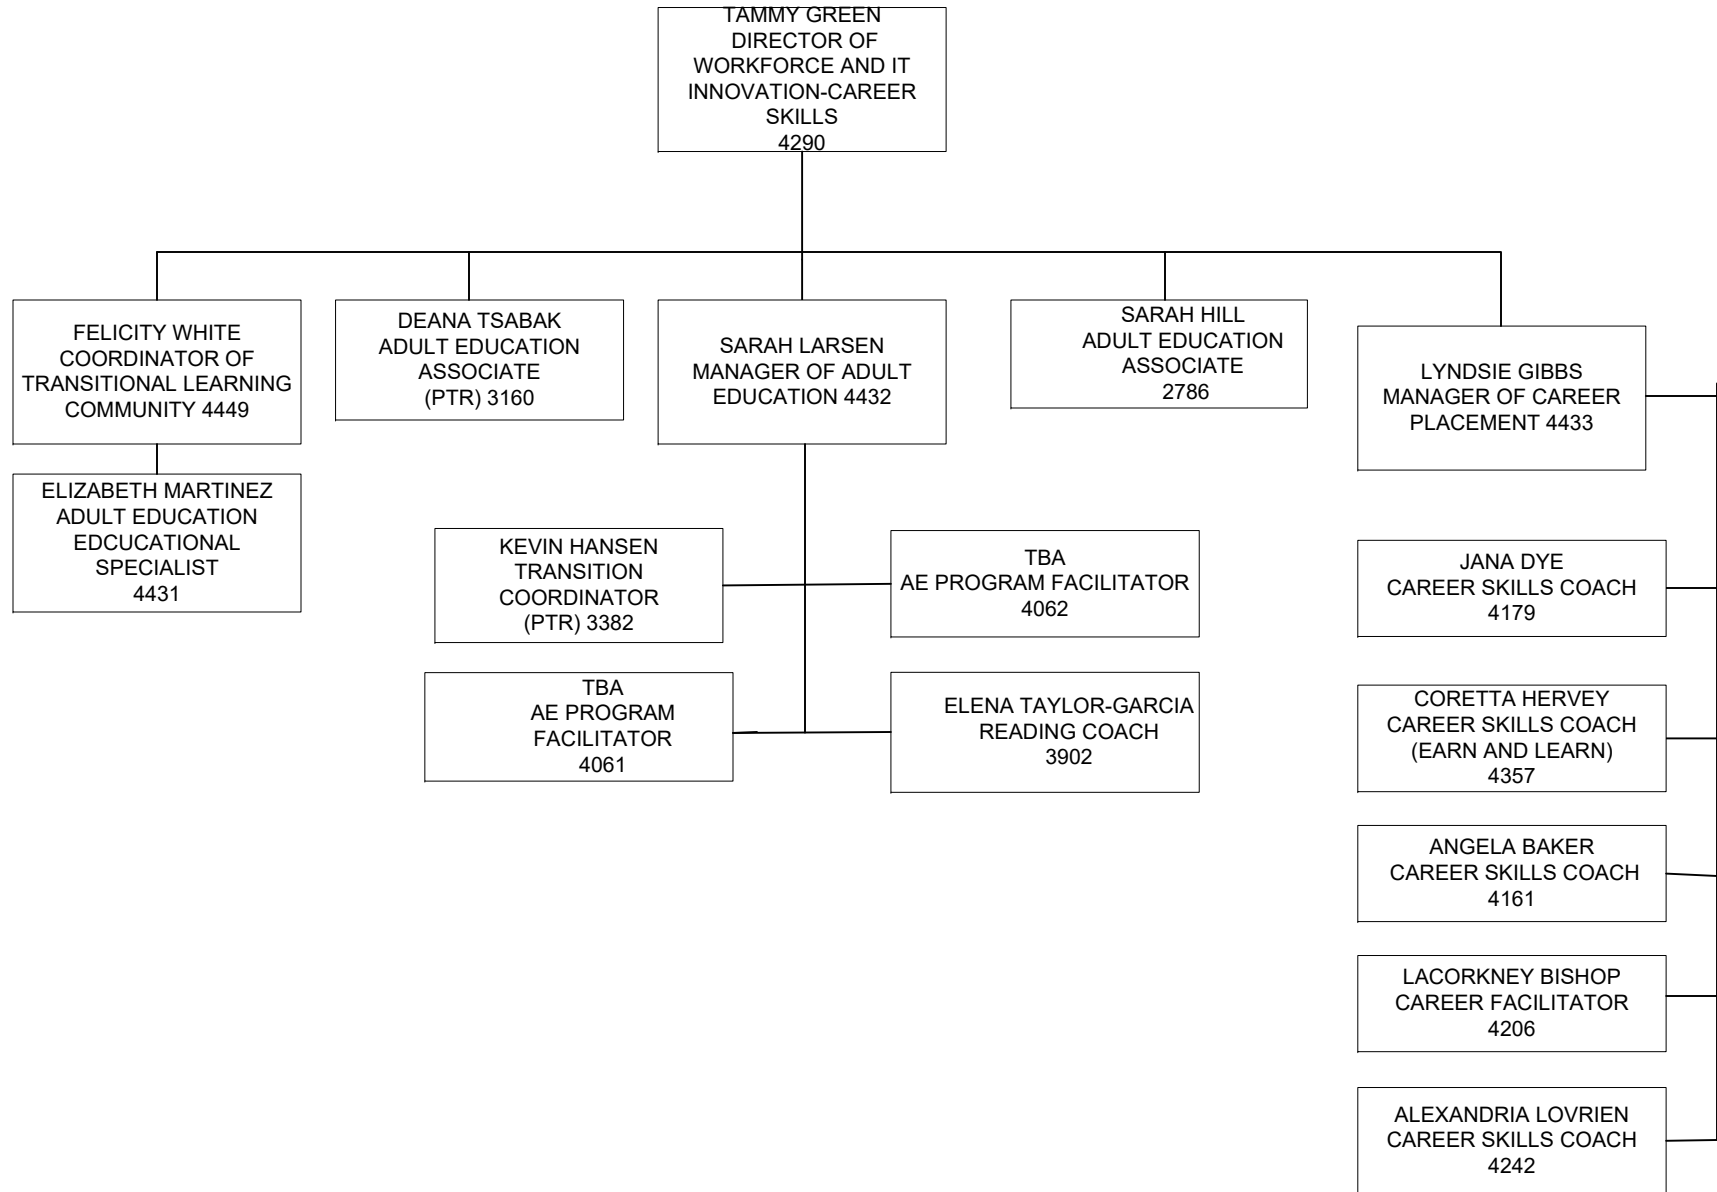 TAMMY GREEN
DIRECTOR OF
WORKFORCE AND IT
INNOVATION-CAREER
SKILLS
4290
FELICITY WHITE
COORDINATOR OF
TRANSITIONAL LEARNING
COMMUNITY 4449
DEANA TSABAK
ADULT EDUCATION
ASSOCIATE
(PTR) 3160
SARAH LARSEN
MANAGER OF ADULT
EDUCATION 4432
SARAH HILL
ADULT EDUCATION
ASSOCIATE
2786
LYNDSIE GIBBS
MANAGER OF CAREER
PLACEMENT 4433
ELIZABETH MARTINEZ
ADULT EDUCATION
EDCUCATIONAL
SPECIALIST
4431
KEVIN HANSEN
TRANSITION
COORDINATOR
(PTR) 3382
TBA
AE PROGRAM FACILITATOR
4062
JANA DYE
CAREER SKILLS COACH
4179
TBA
AE PROGRAM
FACILITATOR
4061
ELENA TAYLOR-GARCIA
READING COACH
3902
CORETTA HERVEY
CAREER SKILLS COACH
(EARN AND LEARN)
4357
ANGELA BAKER
CAREER SKILLS COACH
4161
LACORKNEY BISHOP
CAREER FACILITATOR
4206
ALEXANDRIA LOVRIEN
CAREER SKILLS COACH
4242